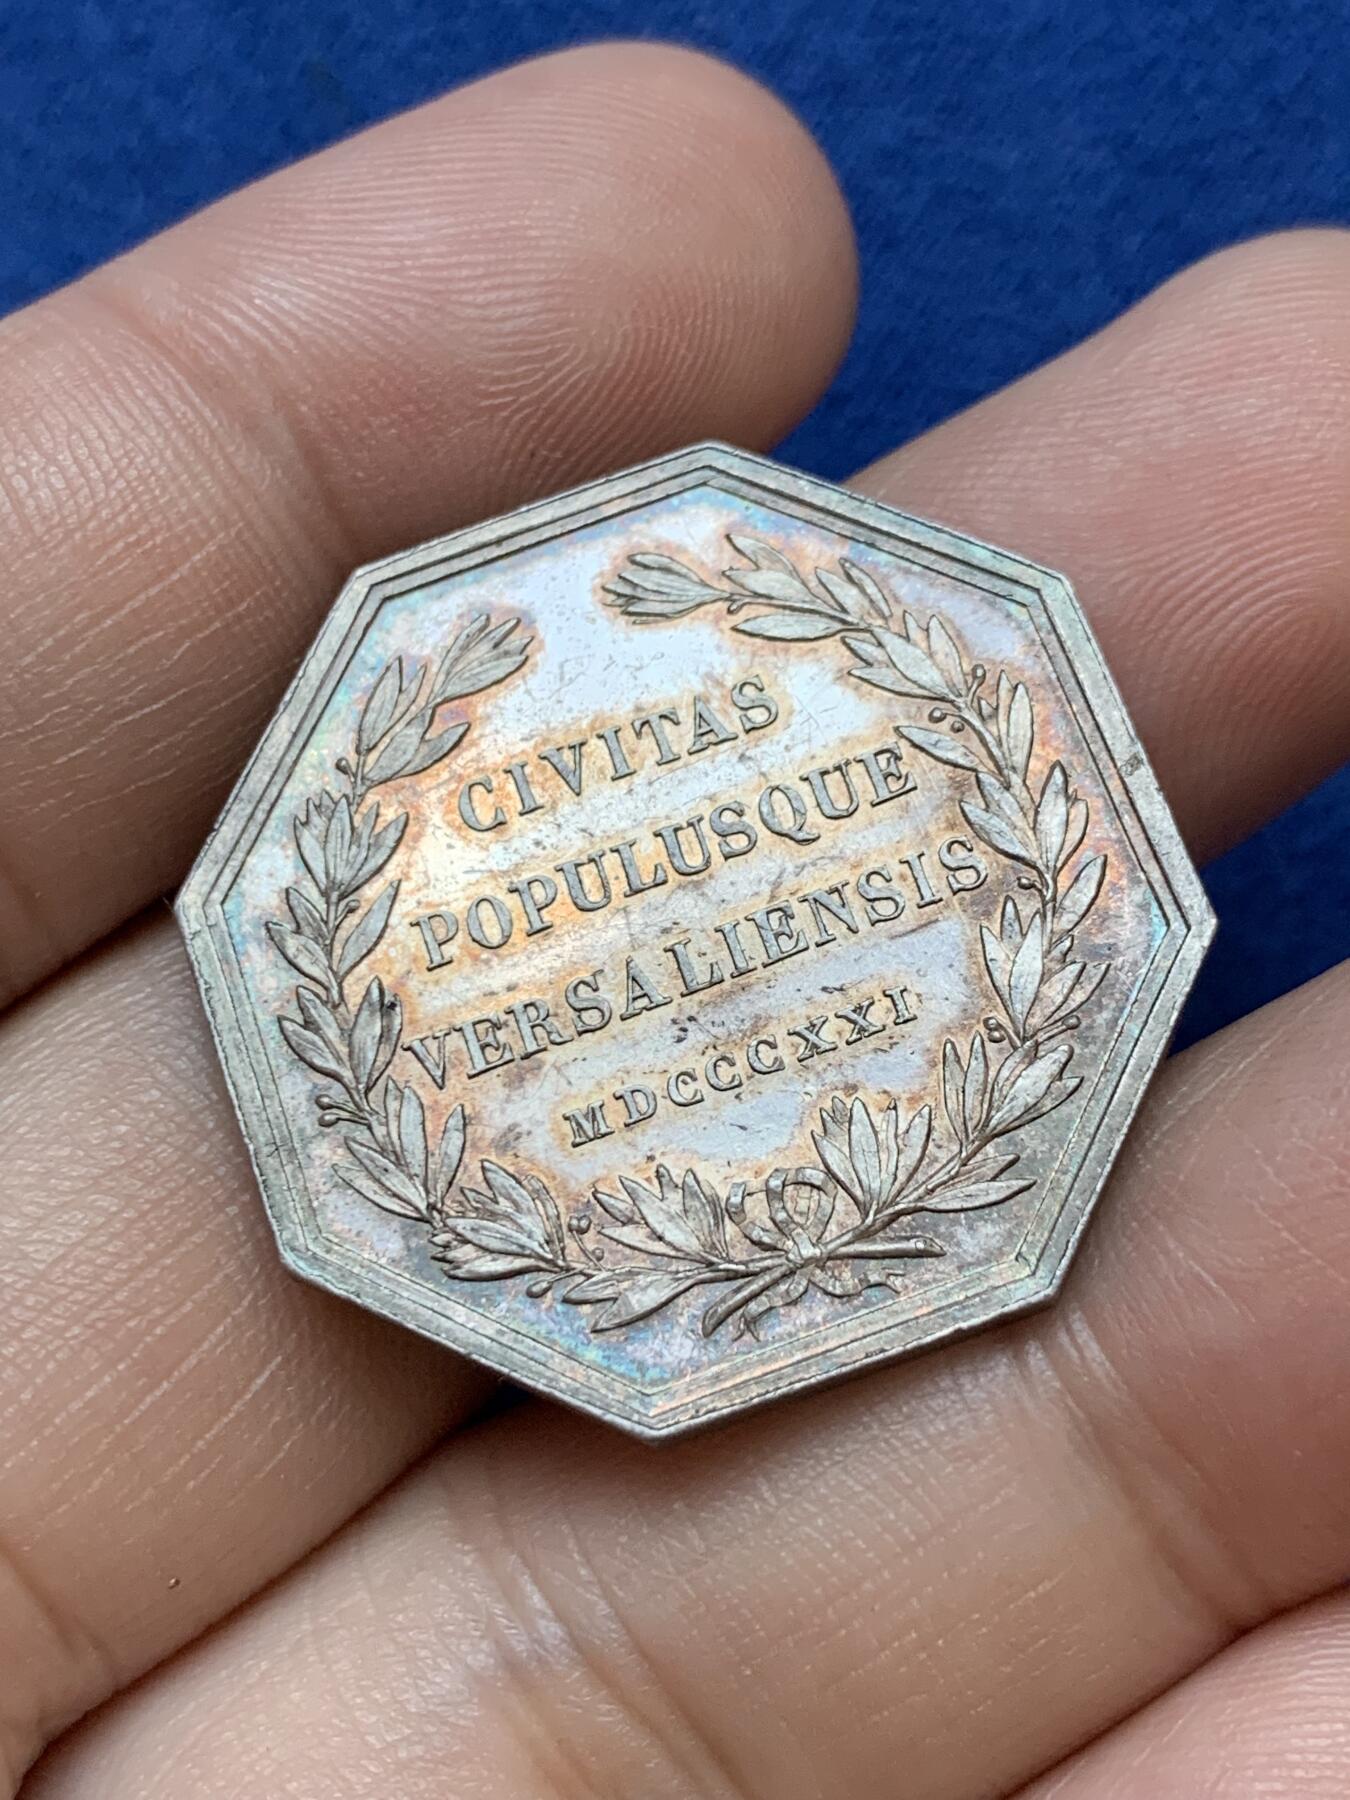 CIVITAS
POPULUSQUE
VERSALIENSIS
MDCCCXXI